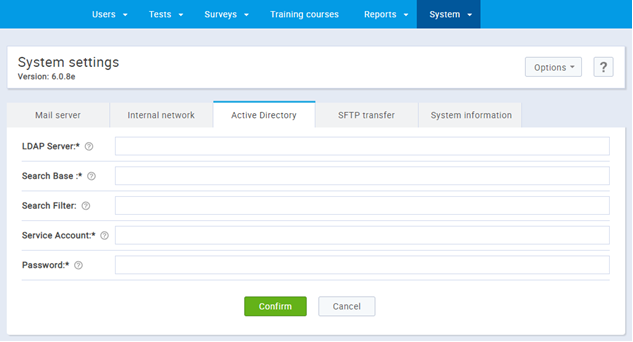 Users Tests Surveys Training courses Reports System
System settings
Version: 6.0.8e
Options ?
Mail server Internal network Active Directory SFTP transfer System information
LDAP Server:* ?
Search Base :* ?
Search Filter: ?
Service Account:* ?
Password:* ?
Confirm Cancel